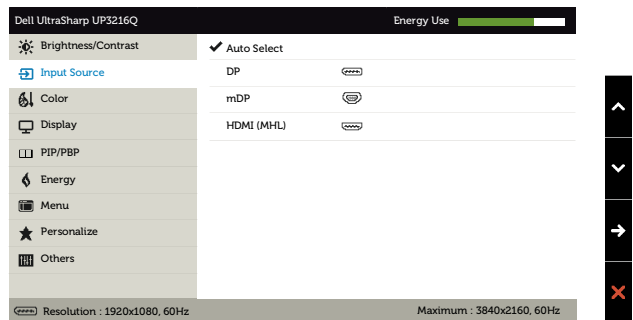 Dell UltraSharp UP3216Q Energy Use
Brightness/Contrast
Auto Select
Input Source
DP
Color
mDP
Display
HDMI (MHL)
PIP/PBP
Energy
Menu
Personalize
Others
Resolution : 1920x1080, 60Hz Maximum : 3840x2160, 60Hz